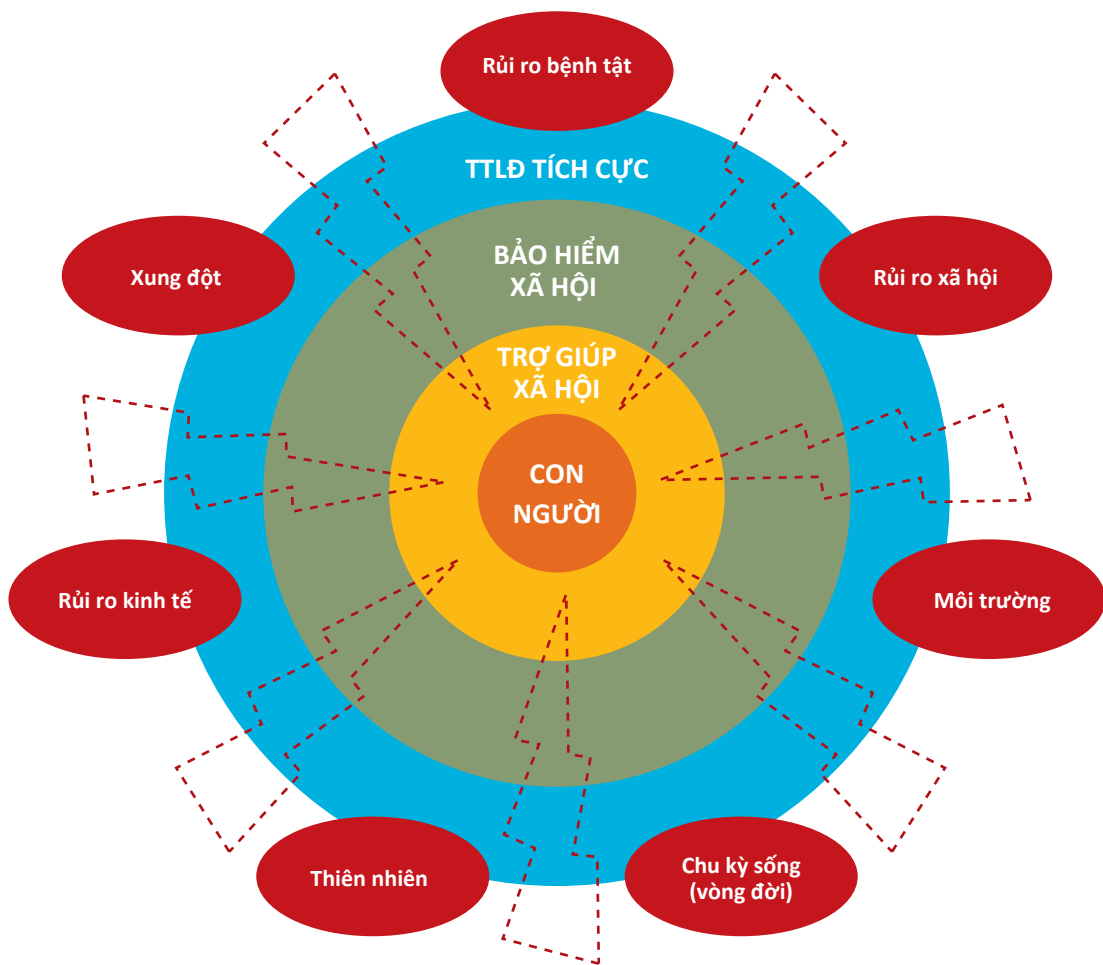 Rủi ro bệnh tật
TTLĐ TÍCH CỰC
BẢO HIỂM
XÃ HỘI
Xung đột
Rủi ro xã hội
TRỢ GIÚP
XÃ HỘI
CON
NGƯỜI
Rủi ro kinh tế
Môi trường
Thiên nhiên
Chu kỳ sống
(vòng đời)